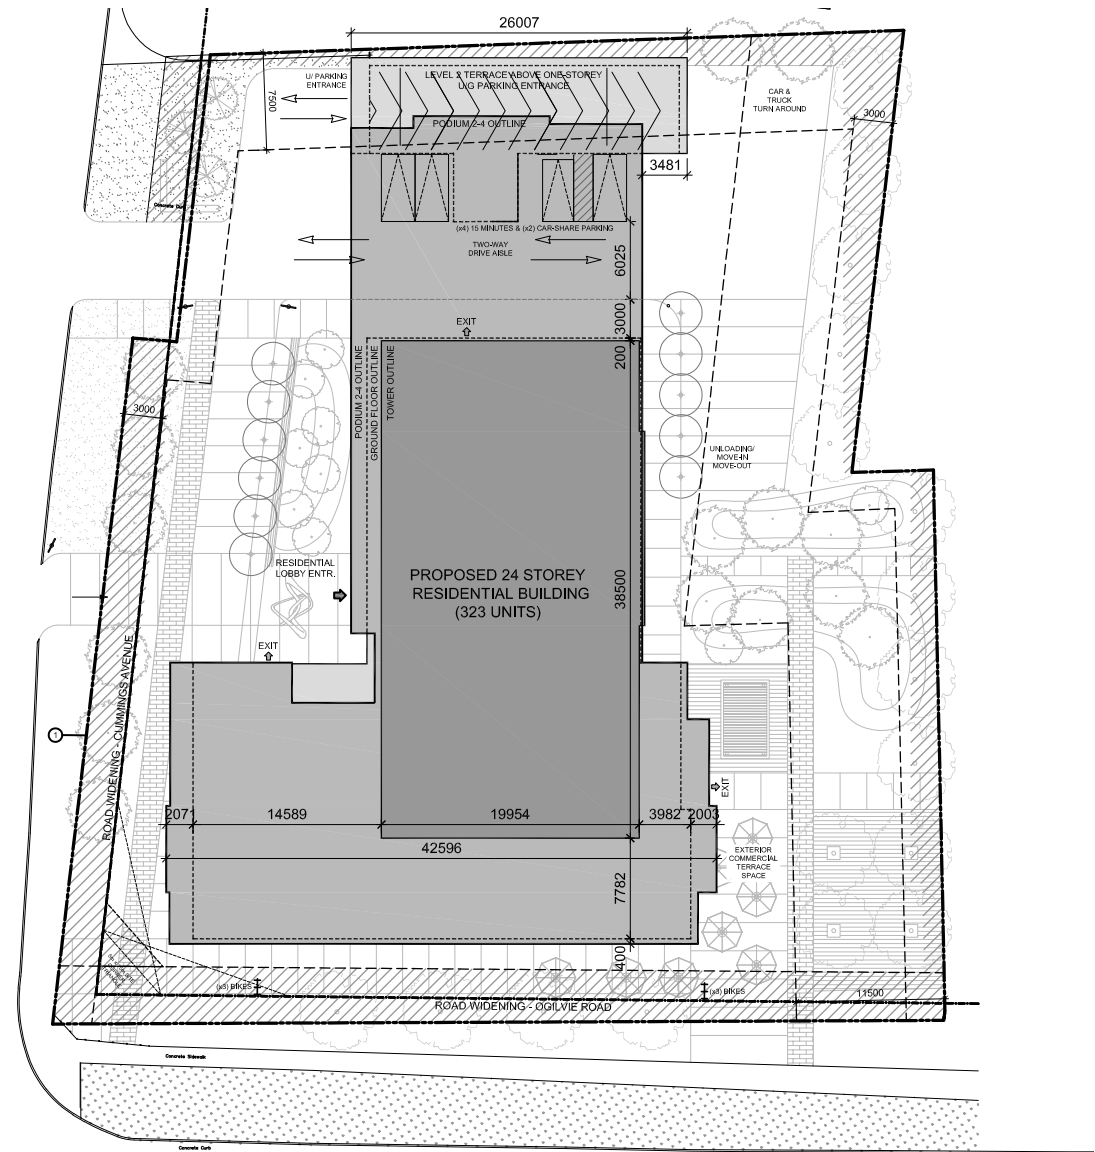 26007
U/ PARKING
ENTRANCE
LEVEL 2 TERRACE ABOVE ONE-STOREY
U/G PARKING ENTRANCE
CAR &
TRUCK
TURN AROUND
7500
3000
PODIUM 2-4 OUTLINE
3481
Concrete Curb
(x4) 15 MINUTES & (x2) CAR-SHARE PARKING
TWO-WAY
DRIVE AISLE
6025
3000
EXIT
200
PODIUM 2-4 OUTLINE
GROUND FLOOR OUTLINE
TOWER OUTLINE
3000
UNLOADING/
MOVE-IN
MOVE-OUT
RESIDENTIAL
LOBBY ENTR.
PROPOSED 24 STOREY
RESIDENTIAL BUILDING
(323 UNITS)
38500
EXIT
ROAD WIDENING - CUMMINGS AVENUE
1
EXIT
2071
14589
19954
3982
2003
42596
EXTERIOR
COMMERCIAL
TERRACE
SPACE
7782
400
(x3) BIKES
(x3) BIKES
11500
ROAD WIDENING - OGILVIE ROAD
Concrete Sidewalk
Concrete Curb